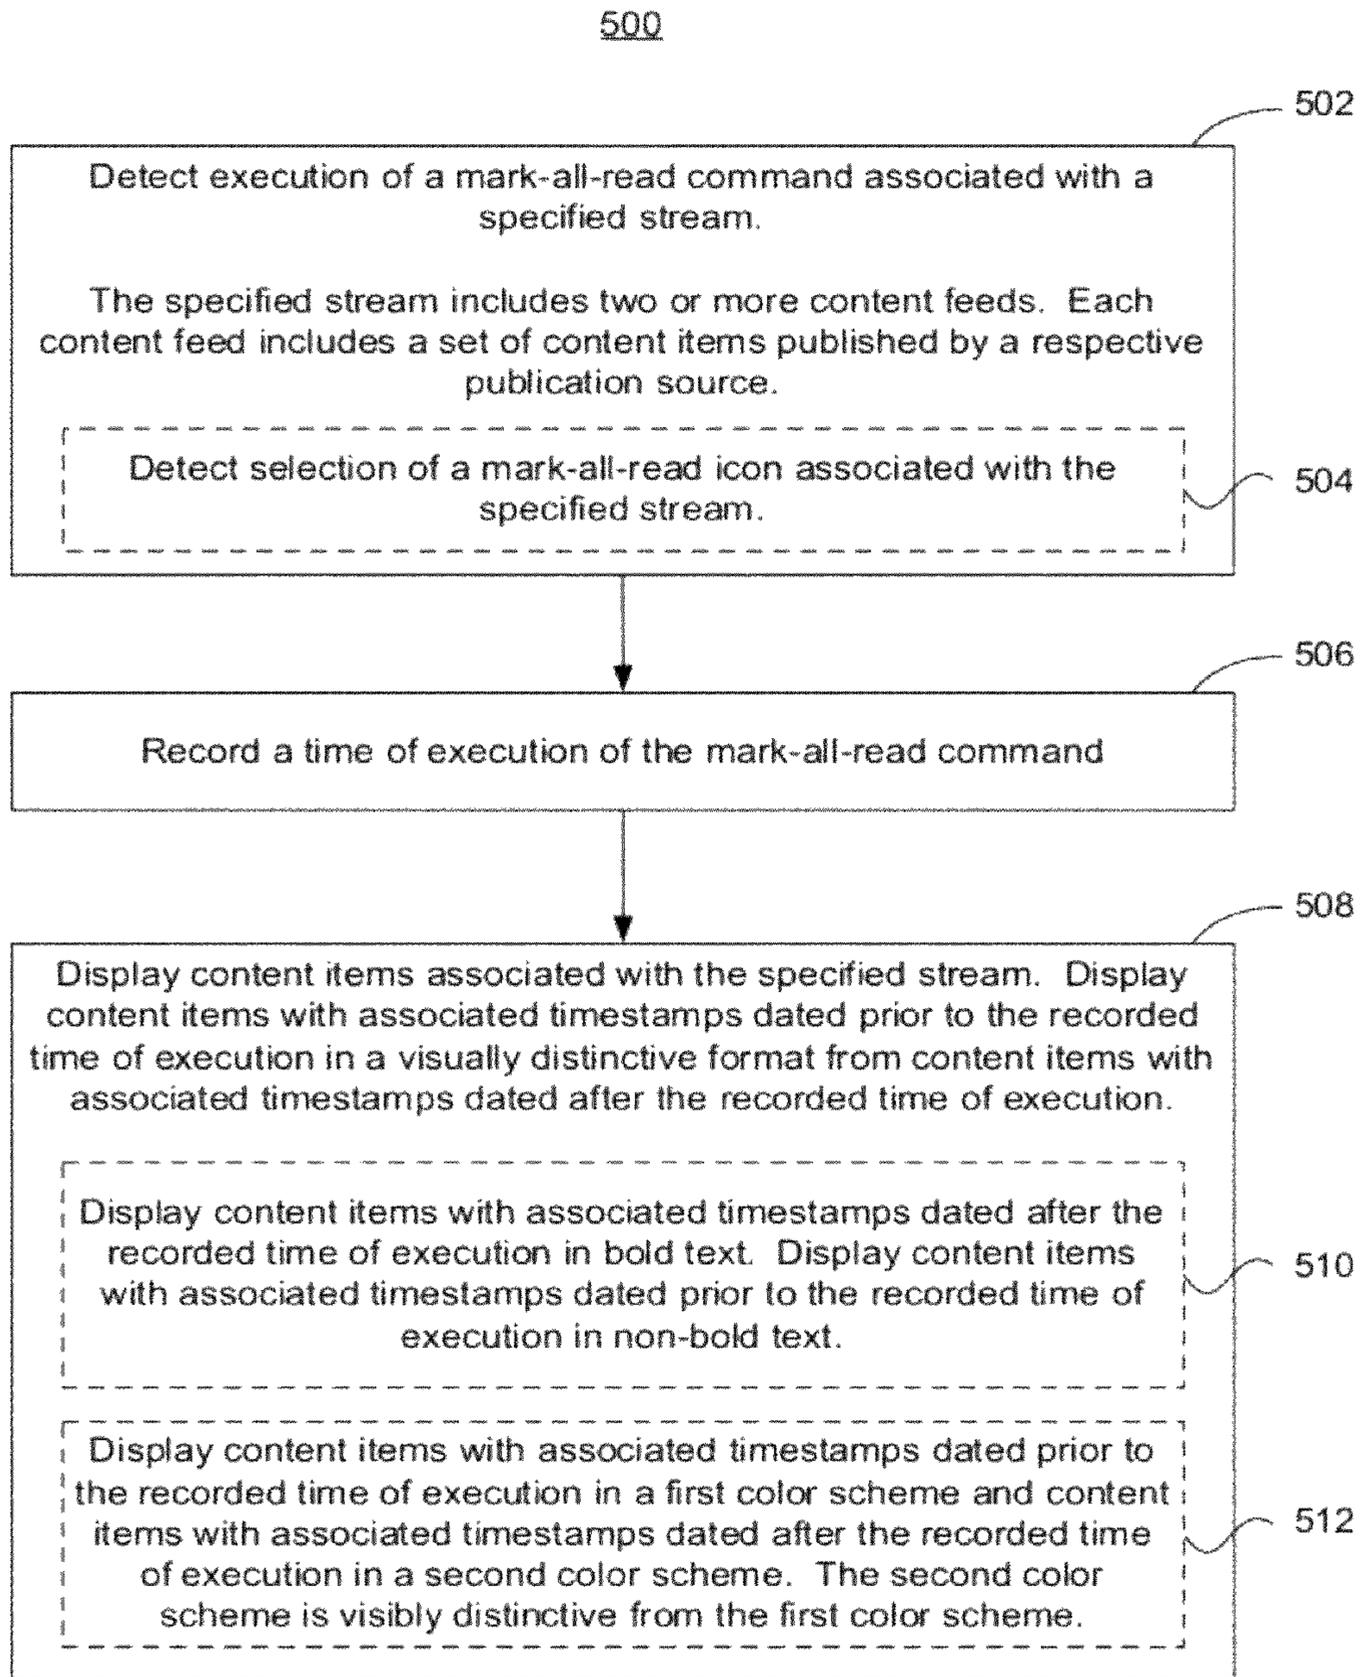 500
502
Detect execution of a mark-all-read command associated with a
specified stream.
The specified stream includes two or more content feeds. Each
content feed includes a set of content items published by a respective
publication source.
Detect selection of a mark-all-read icon associated with the
specified stream.
504
506
Record a time of execution of the mark-all-read command
508
Display content items associated with the specified stream. Display
content items with associated timestamps dated prior to the recorded
time of execution in a visually distinctive format from content items with
associated timestamps dated after the recorded time of execution.
Display content items with associated timestamps dated after the
recorded time of execution in bold text. Display content items
with associated timestamps dated prior to the recorded time of
execution in non-bold text.
510
Display content items with associated timestamps dated prior to
the recorded time of execution in a first color scheme and content
items with associated timestamps dated after the recorded time
of execution in a second color scheme. The second color
scheme is visibly distinctive from the first color scheme.
512